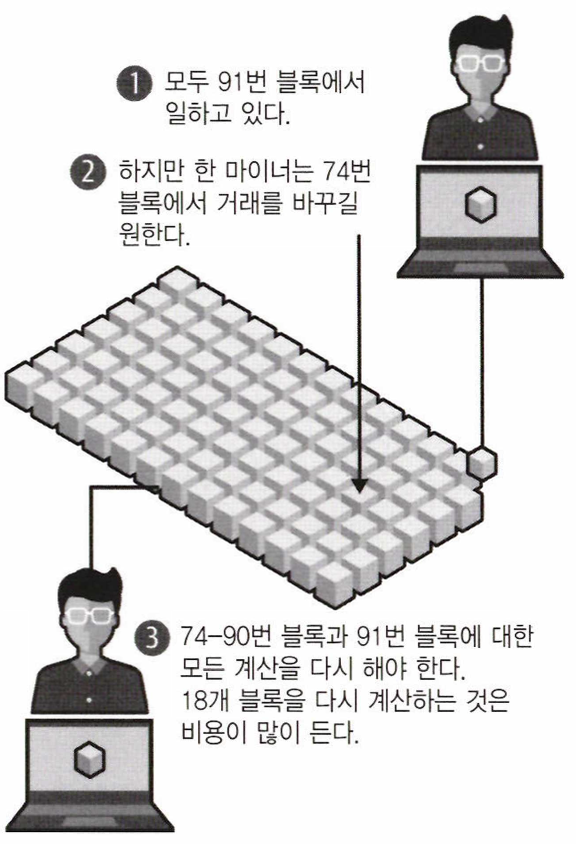 1 모두 91번 블록에서
일하고 있다.
2 하지만 한 마이너는 74번
블록에서 거래를 바꾸길
원한다.
3 74–90번 블록과 91번 블록에 대한
모든 계산을 다시 해야 한다.
18개 블록을 다시 계산하는 것은
비용이 많이 든다.